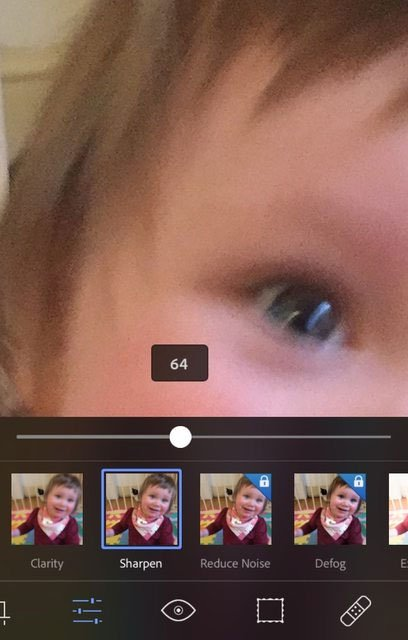 64
Clarity
Sharpen
Reduce Noise
Defog